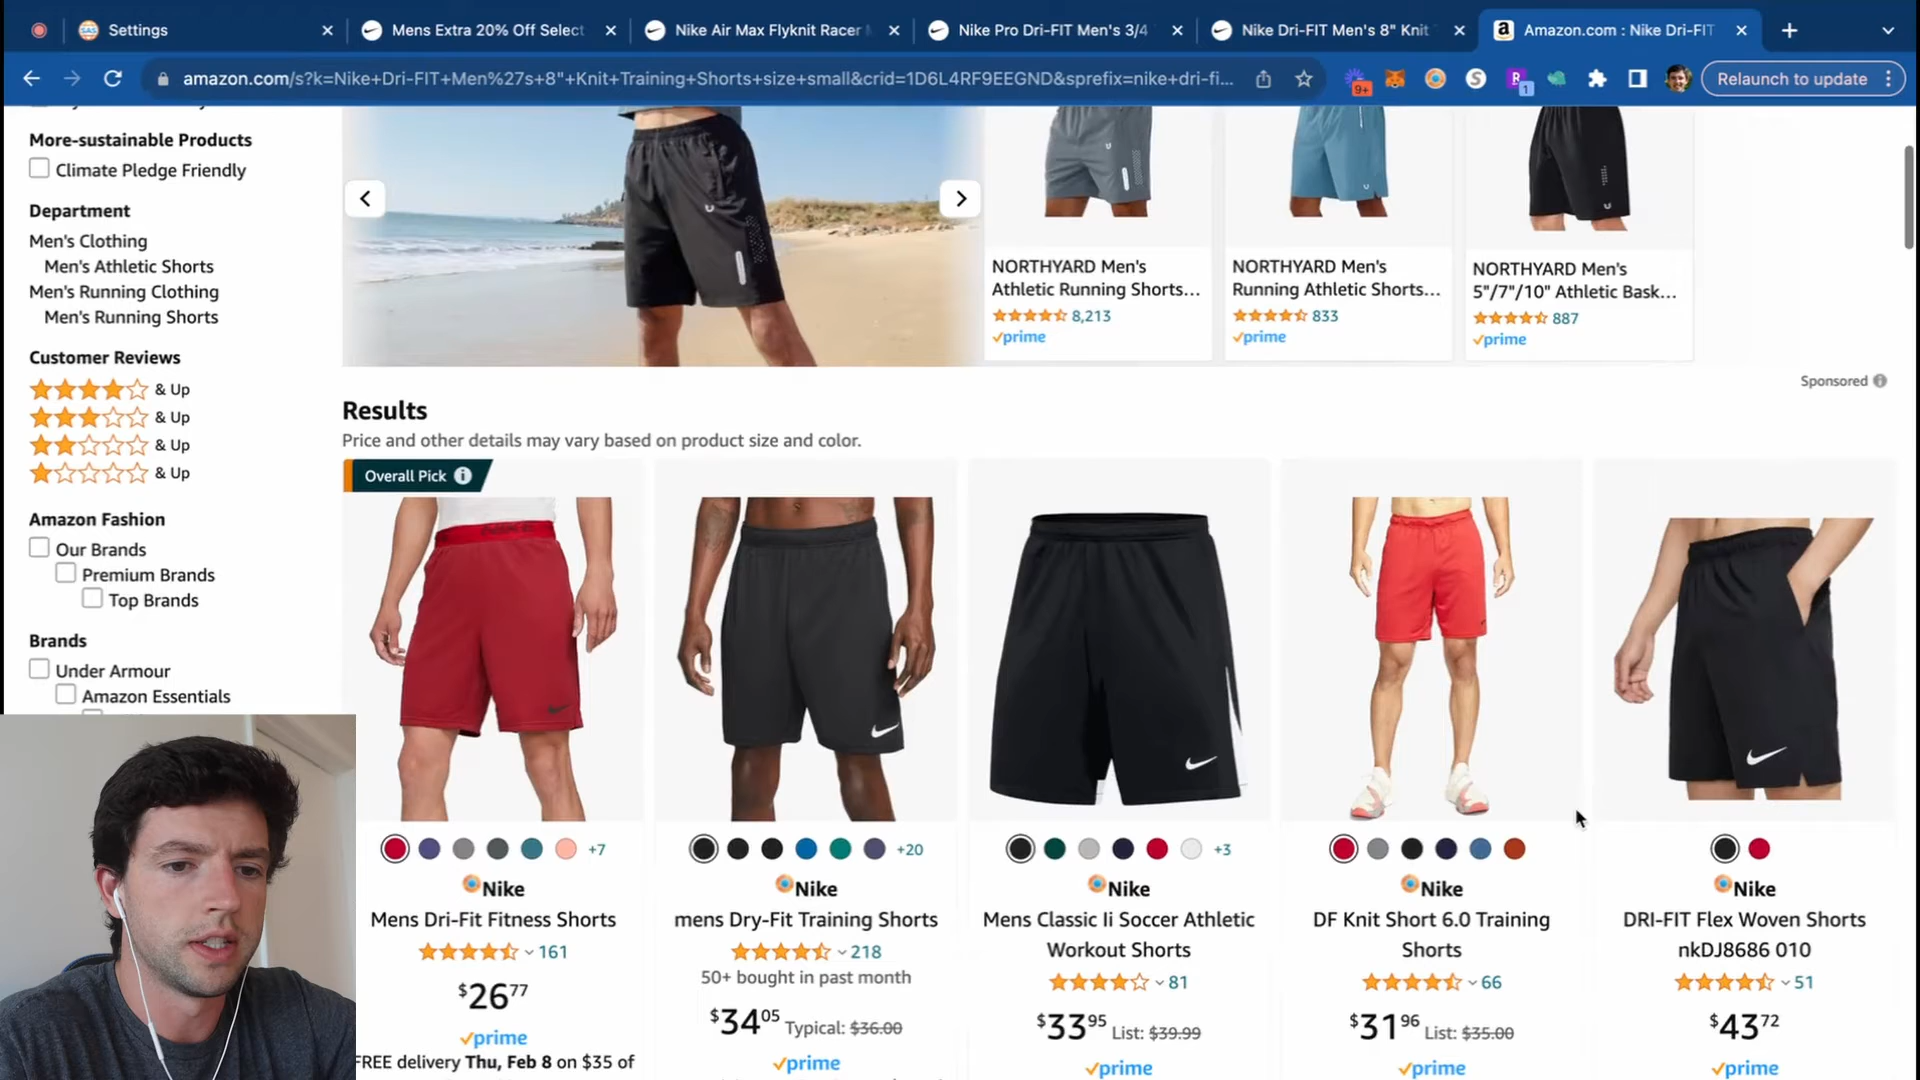 Settings
Mens Extra 20% Off Select
Nike Air Max Flyknit Racer
Nike Pro Dri-FIT Men's 3/4
Nike Dri-FIT Men's 8" Knit
Amazon.com : Nike Dri-FIT
amazon.com/s?k=Nike+Dri-FIT+Men%27s+8"+Knit+Training+Shorts+size+small&crid=1D6L4RF9EEGND&sprefix=nike+dri-fi...
9+
S
R
1
Relaunch to update
More-sustainable Products
Climate Pledge Friendly
Department
Men's Clothing
Men's Athletic Shorts
Men's Running Clothing
Men's Running Shorts
Customer Reviews
& Up
& Up
& Up
& Up
Amazon Fashion
Our Brands
Premium Brands
Top Brands
Brands
Under Armour
Amazon Essentials
NORTHYARD Men's
Athletic Running Shorts...
8,213
prime
NORTHYARD Men's
Running Athletic Shorts...
833
prime
NORTHYARD Men's
5"/7"/10" Athletic Bask...
887
prime
Sponsored
Results
Price and other details may vary based on product size and color.
Overall Pick
+7
Nike
Mens Dri-Fit Fitness Shorts
161
$26.77
prime
FREE delivery Thu, Feb 8 on $35 of
+20
Nike
mens Dry-Fit Training Shorts
218
50+ bought in past month
$34.05 Typical: $36.00
prime
+3
Nike
Mens Classic Ii Soccer Athletic
Workout Shorts
81
$33.95 List: $39.99
prime
Nike
DF Knit Short 6.0 Training
Shorts
66
$31.96 List: $35.00
prime
Nike
DRI-FIT Flex Woven Shorts
nkDJ8686 010
51
$43.72
prime